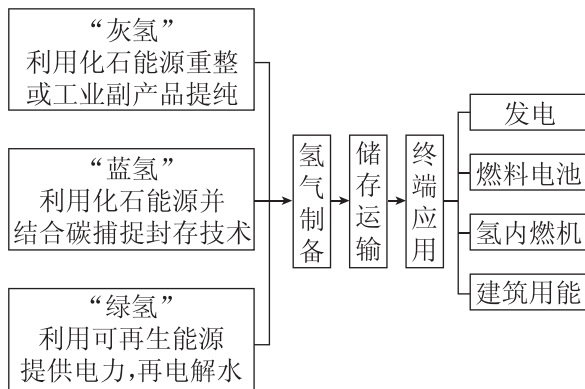 “灰氢”
利用化石能源重整
或工业副产品提纯
“蓝氢”
利用化石能源并
结合碳捕捉封存技术
“绿氢”
利用可再生能源
提供电力,再电解水
氢气制备
储存运输
终端应用
发电
燃料电池
氢内燃机
建筑用能